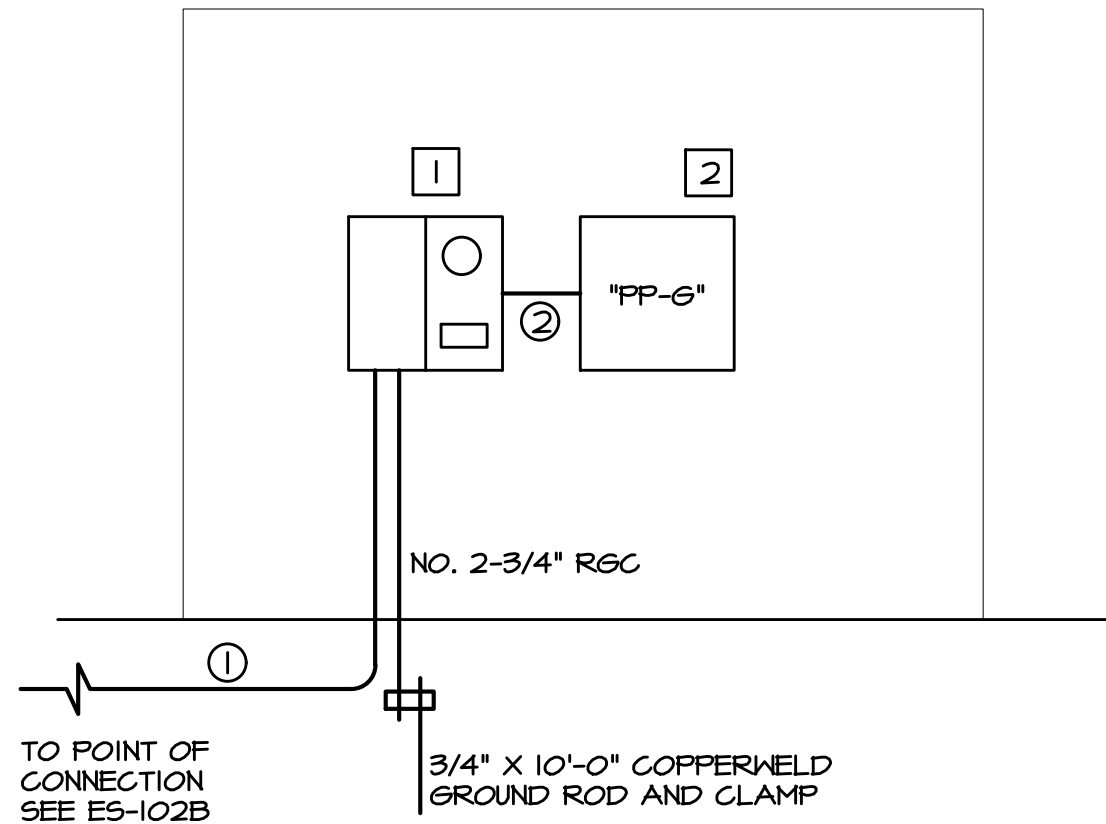 1
2
"PP-G"
2
NO. 2-3/4" RGC
1
TO POINT OF
CONNECTION
SEE ES-102B
3/4" X 10'-0" COPPERWELD
GROUND ROD AND CLAMP